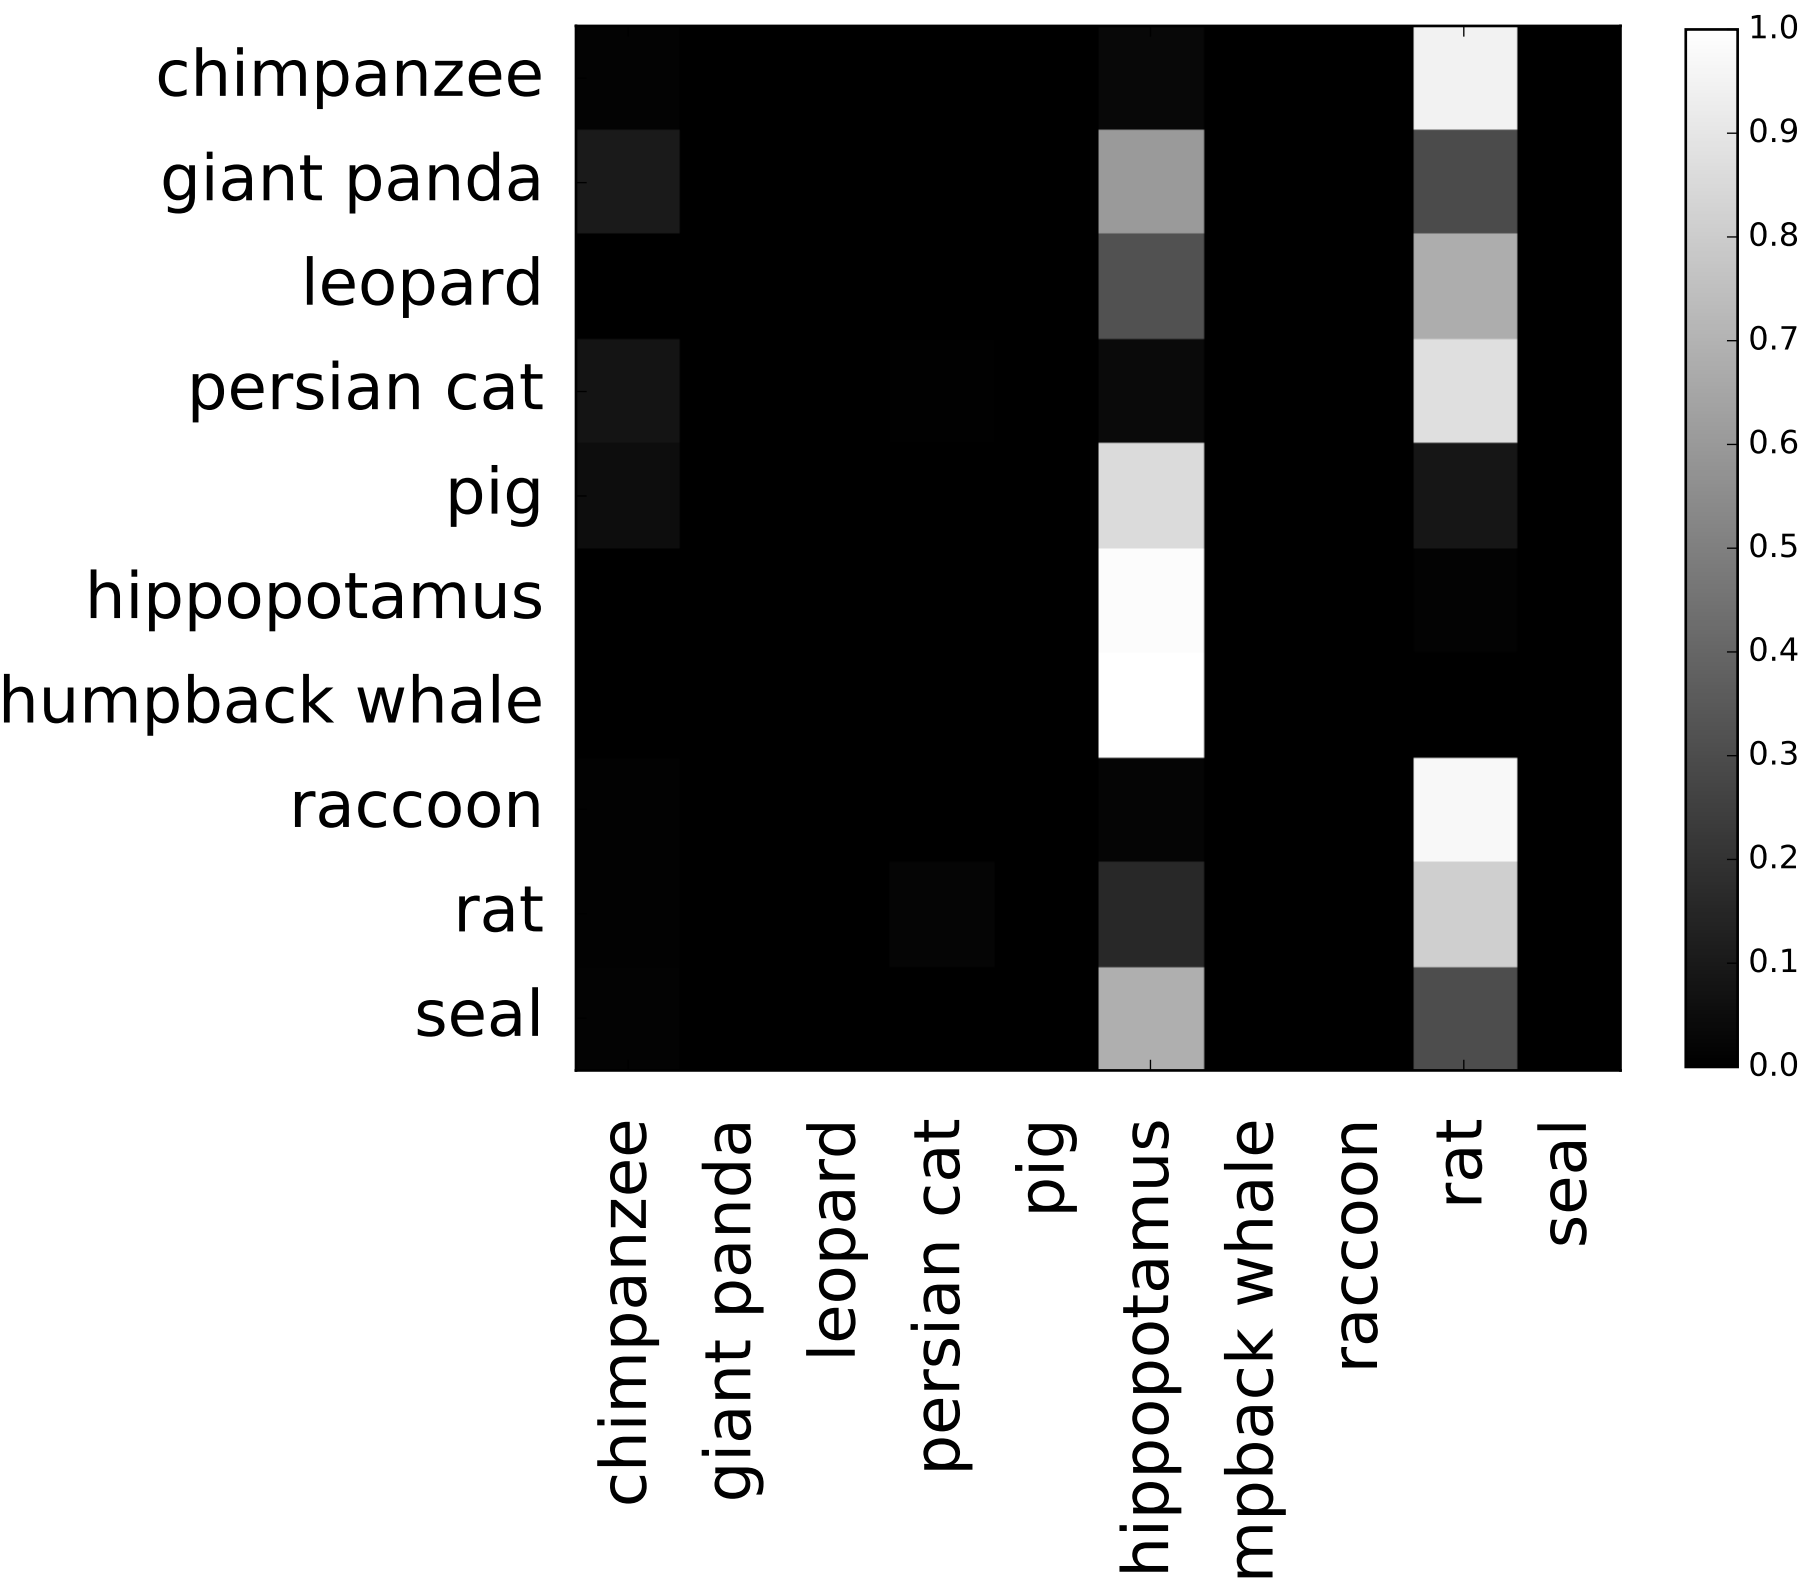 chimpanzee
giant panda
leopard
persian cat
pig
hippopotamus
humpback whale
raccoon
rat
seal
1.0
0.9
0.8
0.7
0.6
0.5
0.4
0.3
0.2
0.1
0.0
chimpanzee
giant panda
leopard
persian cat
pig
hippopotamus
mpback whale
raccoon
rat
seal